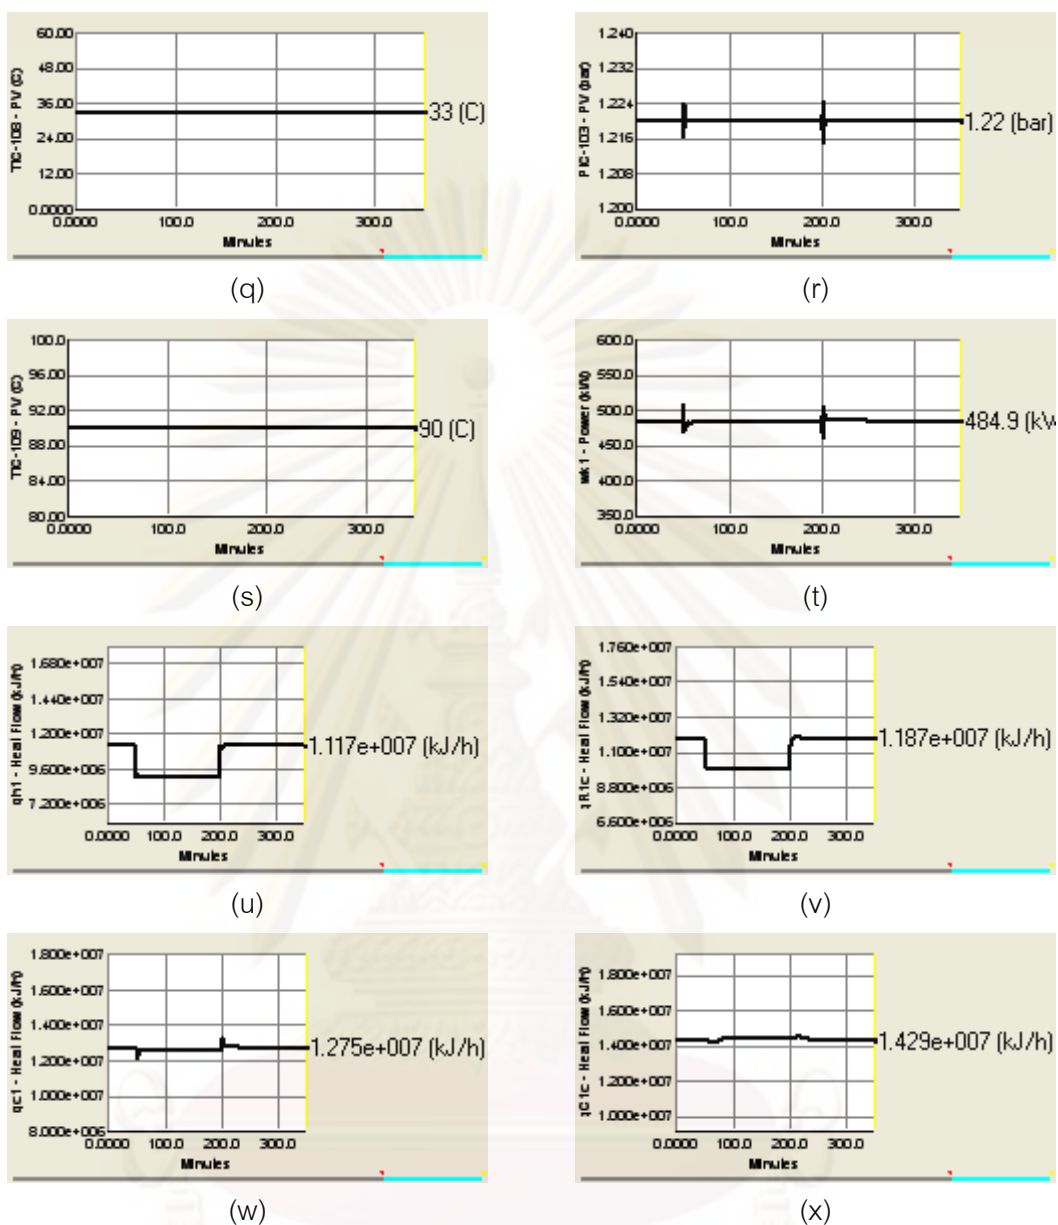 60.00
48.00
36.00
24.00
12.00
0.0000
TIC-108 - PV (C)
0.0000 100.0 200.0 300.0
Minutes
33 (C)
(q)
1.240
1.232
1.224
1.216
1.208
1.200
PIC-103 - PV (bar)
0.0000 100.0 200.0 300.0
Minutes
1.22 (bar)
(r)
100.0
96.00
92.00
88.00
84.00
80.00
TIC-109 - PV (C)
0.0000 100.0 200.0 300.0
Minutes
90 (C)
(s)
600.0
550.0
500.0
450.0
400.0
350.0
wk1 - Power (kW)
0.0000 100.0 200.0 300.0
Minutes
484.9 (kW
(t)
1.680e+007
1.440e+007
1.200e+007
9.600e+006
7.200e+006
qh1 - Heat Flow (kJ/h)
0.0000 100.0 200.0 300.0
Minutes
1.117e+007 (kJ/h)
(u)
1.760e+007
1.540e+007
1.320e+007
1.100e+007
8.800e+006
6.600e+006
qR1c - Heat Flow (kJ/h)
0.0000 100.0 200.0 300.0
Minutes
1.187e+007 (kJ/h)
(v)
1.800e+007
1.600e+007
1.400e+007
1.200e+007
1.000e+007
8.000e+006
qc1 - Heat Flow (kJ/h)
0.0000 100.0 200.0 300.0
Minutes
1.275e+007 (kJ/h)
(w)
1.800e+007
1.600e+007
1.400e+007
1.200e+007
1.000e+007
qC1c - Heat Flow (kJ/h)
0.0000 100.0 200.0 300.0
Minutes
1.429e+007 (kJ/h)
(x)